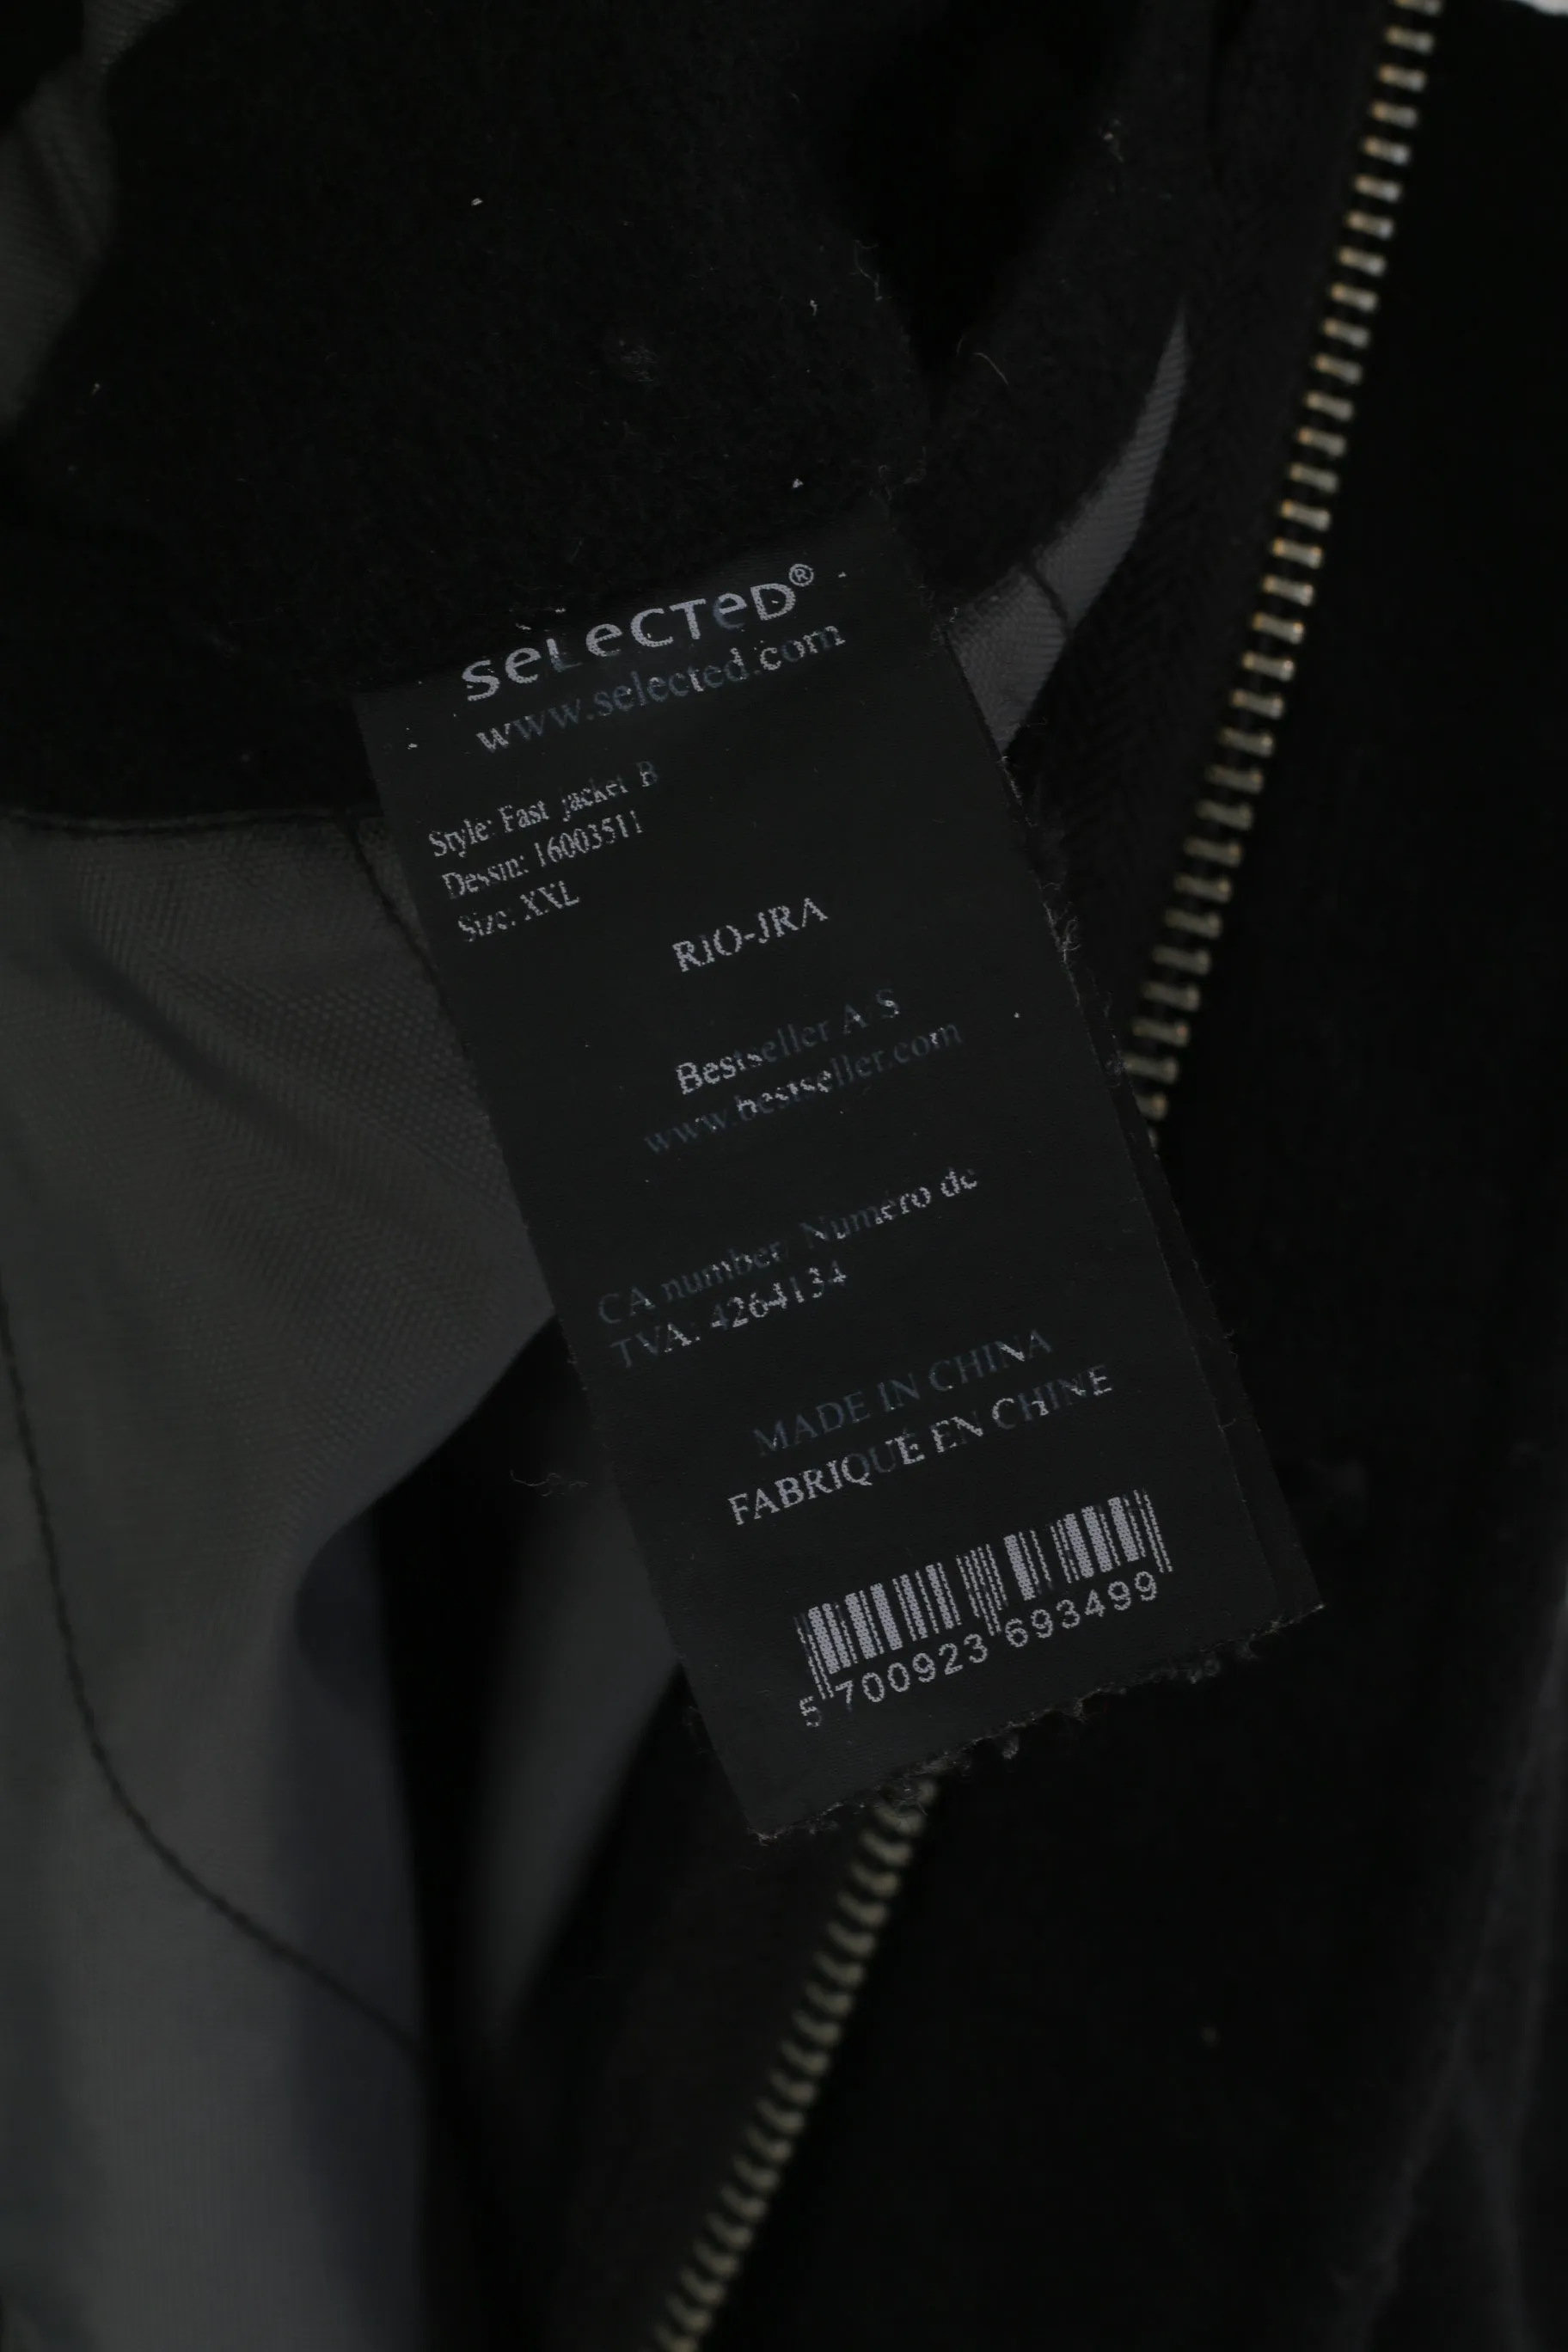 SELECTED®
www.selected.com
Style: Fast jacket B
Dessin: 16003511
Size: XXL
RIO-JRA
Bestseller A S
www.bestseller.com
CA number/ Numéro de
TVA: 4264134
MADE IN CHINA
FABRIQUÉ EN CHINE
5 700923 693499